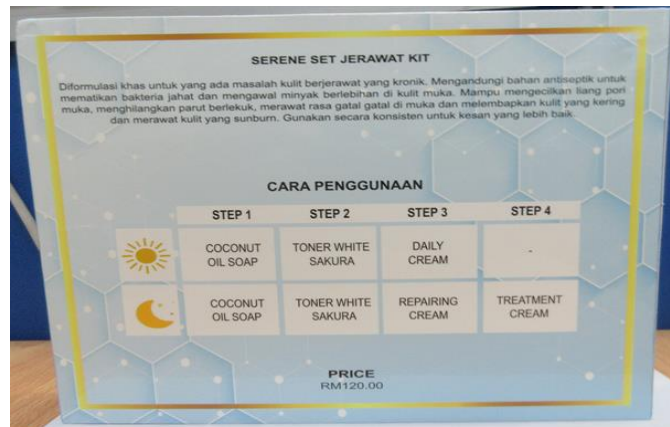 SERENE SET JERAWAT KIT
Diformulasi khas untuk yang ada masalah kulit berjerawat yang kronik. Mengandungi bahan antiseptik untuk
mematikan bakteria jahat dan mengawal minyak berlebihan di kulit muka. Mampu mengecilkan liang pori
muka, menghilangkan parut berlekuk, merawat rasa gatal gatal di muka dan melembapkan kulit yang kering
dan merawat kulit yang sunburn. Gunakan secara konsisten untuk kesan yang lebih baik.
CARA PENGGUNAAN
STEP 1 STEP 2 STEP 3 STEP 4
COCONUT TONER WHITE DAILY -
OIL SOAP SAKURA CREAM
COCONUT TONER WHITE REPAIRING TREATMENT
OIL SOAP SAKURA CREAM CREAM
PRICE
RM120.00